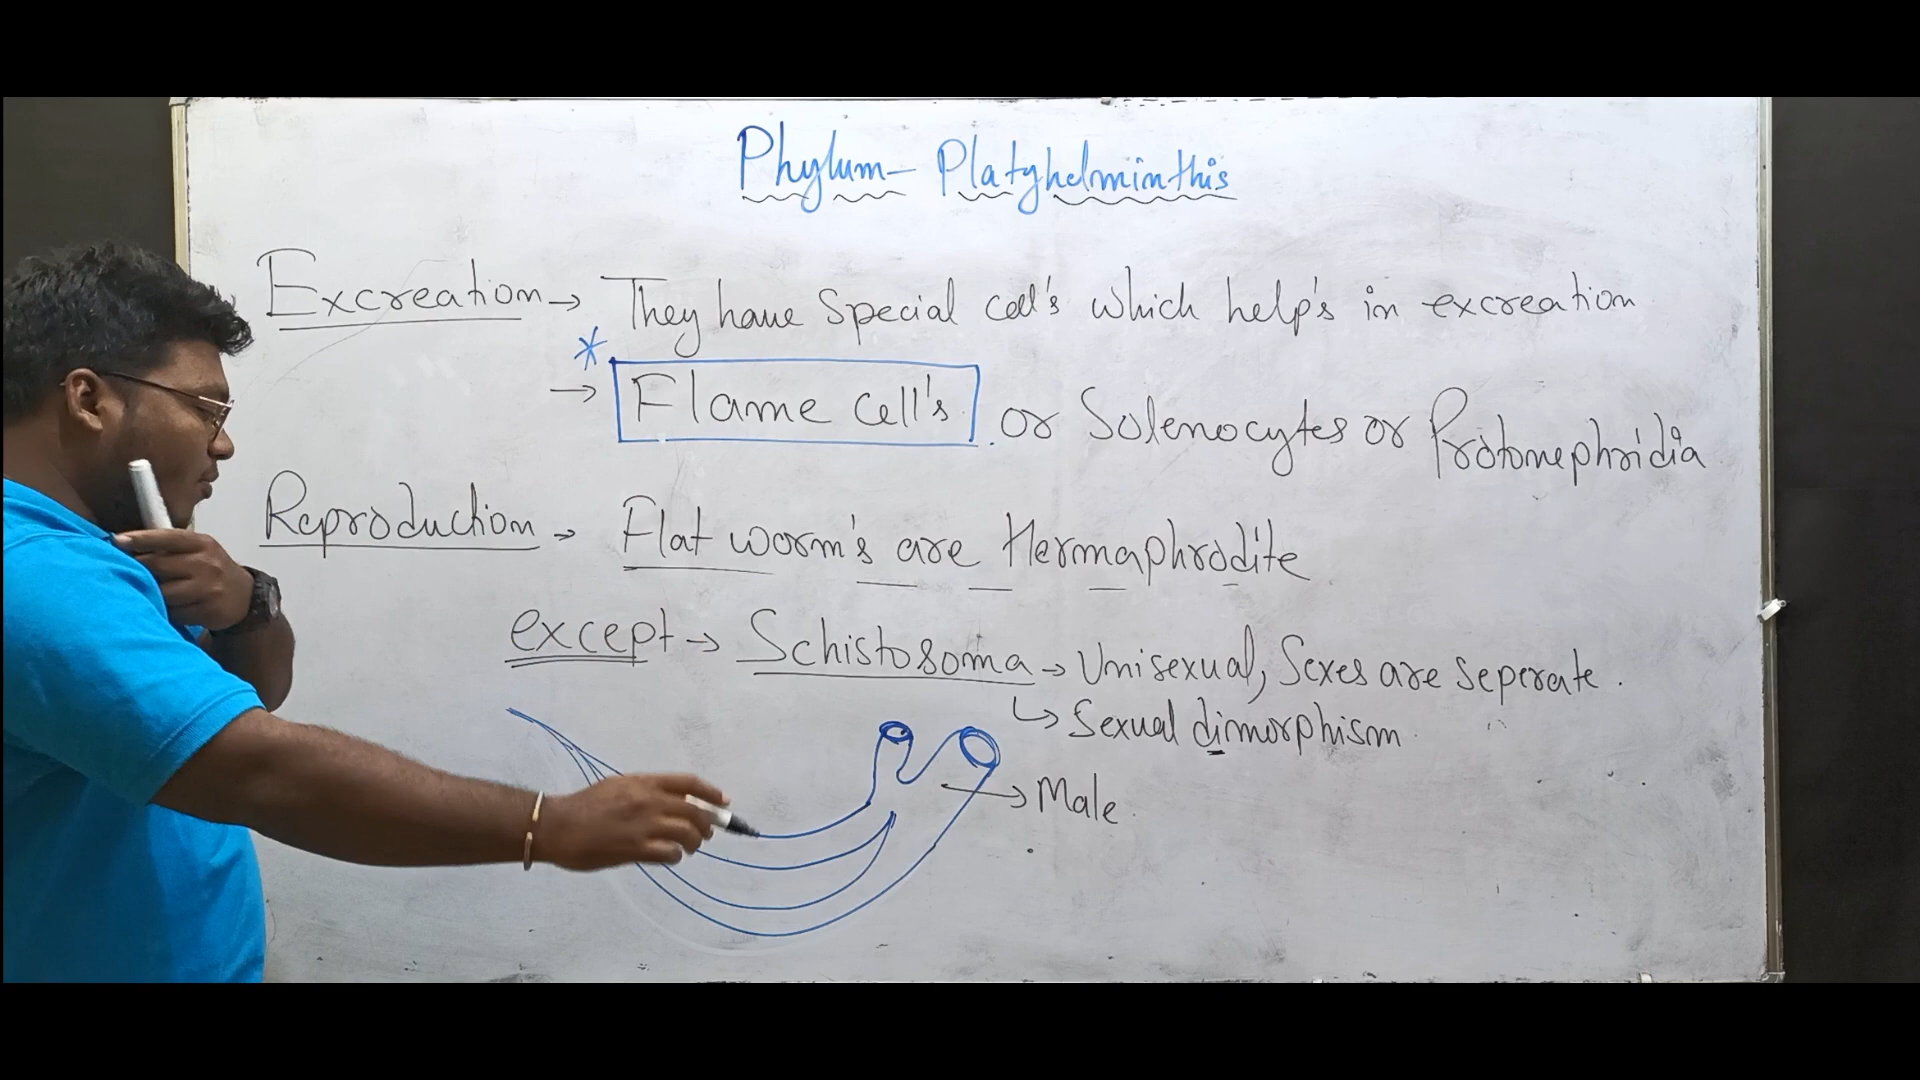 Phylum- Platyhelminthis
Excreation → They have special cell's which help's in excreation
* → Flame cell's or Solenocytes or Protonephridia
Reproduction → Flat worm's are Hermaphrodite
except → Schistosoma → Unisexual, Sexes are seperate.
↳ Sexual dimorphism
→ Male